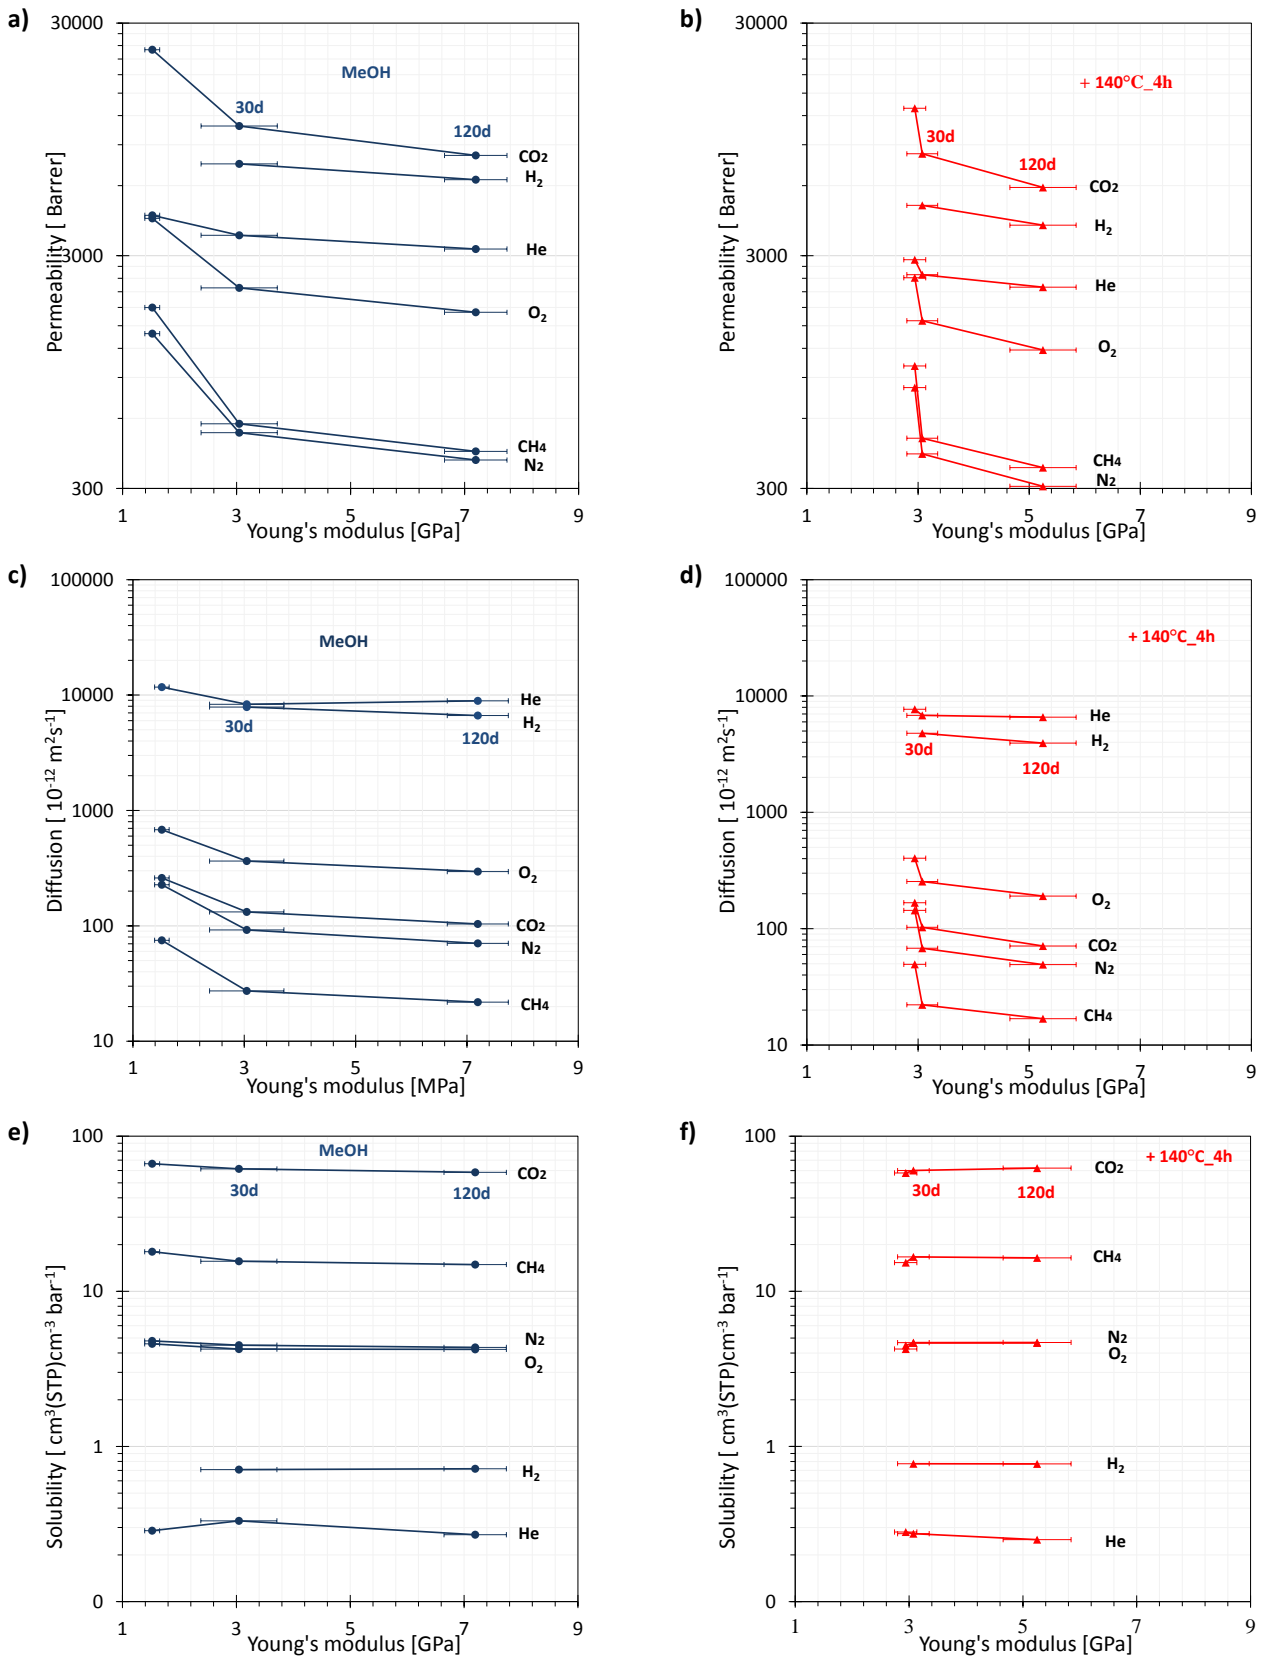 a)
30000
3000
300
Permeability [ Barrer]
MeOH
30d
120d
CO2
H2
He
O2
CH4
N2
1 3 5 7 9
Young's modulus [GPa]
b)
30000
3000
300
Permeability [ Barrer]
+ 140°C_4h
30d
120d
CO2
H2
He
O2
CH4
N2
1 3 5 7 9
Young's modulus [GPa]
c)
100000
10000
1000
100
10
Diffusion [ 10-12 m2s-1]
MeOH
30d
120d
He
H2
O2
CO2
N2
CH4
1 3 5 7 9
Young's modulus [MPa]
d)
100000
10000
1000
100
10
Diffusion [ 10-12 m2s-1]
+ 140°C_4h
30d
120d
He
H2
O2
CO2
N2
CH4
1 3 5 7 9
Young's modulus [GPa]
e)
100
10
1
0
Solubility [ cm3(STP)cm-3 bar-1]
MeOH
30d
120d
CO2
CH4
N2
O2
H2
He
1 3 5 7 9
Young's modulus [GPa]
f)
100
10
1
0
Solubility [ cm3(STP)cm-3 bar-1]
+ 140°C_4h
30d
120d
CO2
CH4
N2
O2
H2
He
1 3 5 7 9
Young's modulus [GPa]